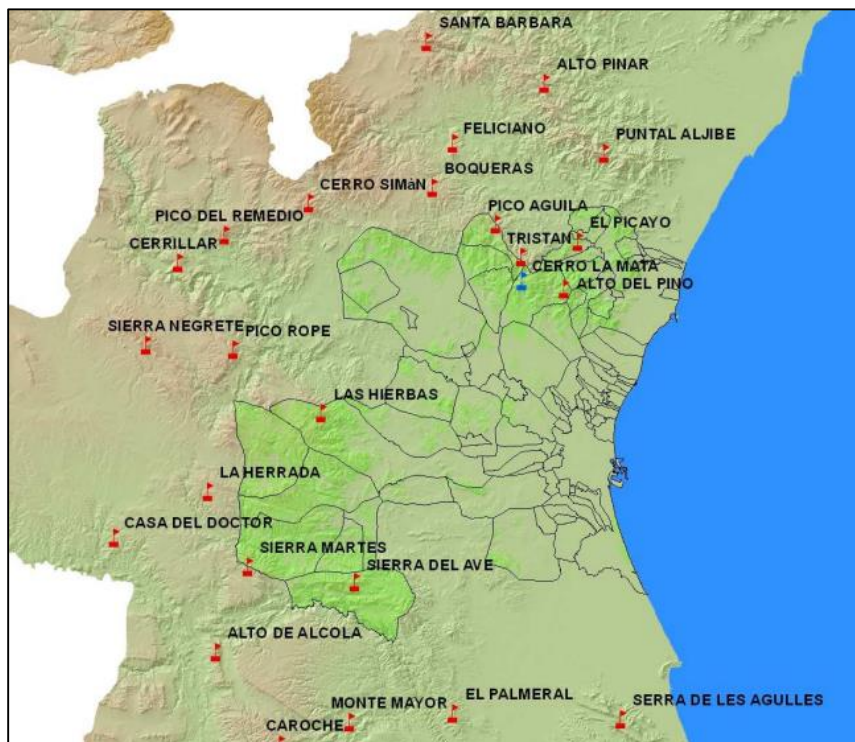 SANTA BARBARA
ALTO PINAR
FELICIANO
PUNTAL ALJIBE
BOQUERAS
CERRO SIMàN
PICO DEL REMEDIO
PICO AGUILA
EL PICAYO
CERRILLAR
TRISTAN
CERRO LA MATA
ALTO DEL PINO
SIERRA NEGRETE
PICO ROPE
LAS HIERBAS
LA HERRADA
CASA DEL DOCTOR
SIERRA MARTES
SIERRA DEL AVE
ALTO DE ALCOLA
MONTE MAYOR
EL PALMERAL
SERRA DE LES AGULLES
CAROCHE